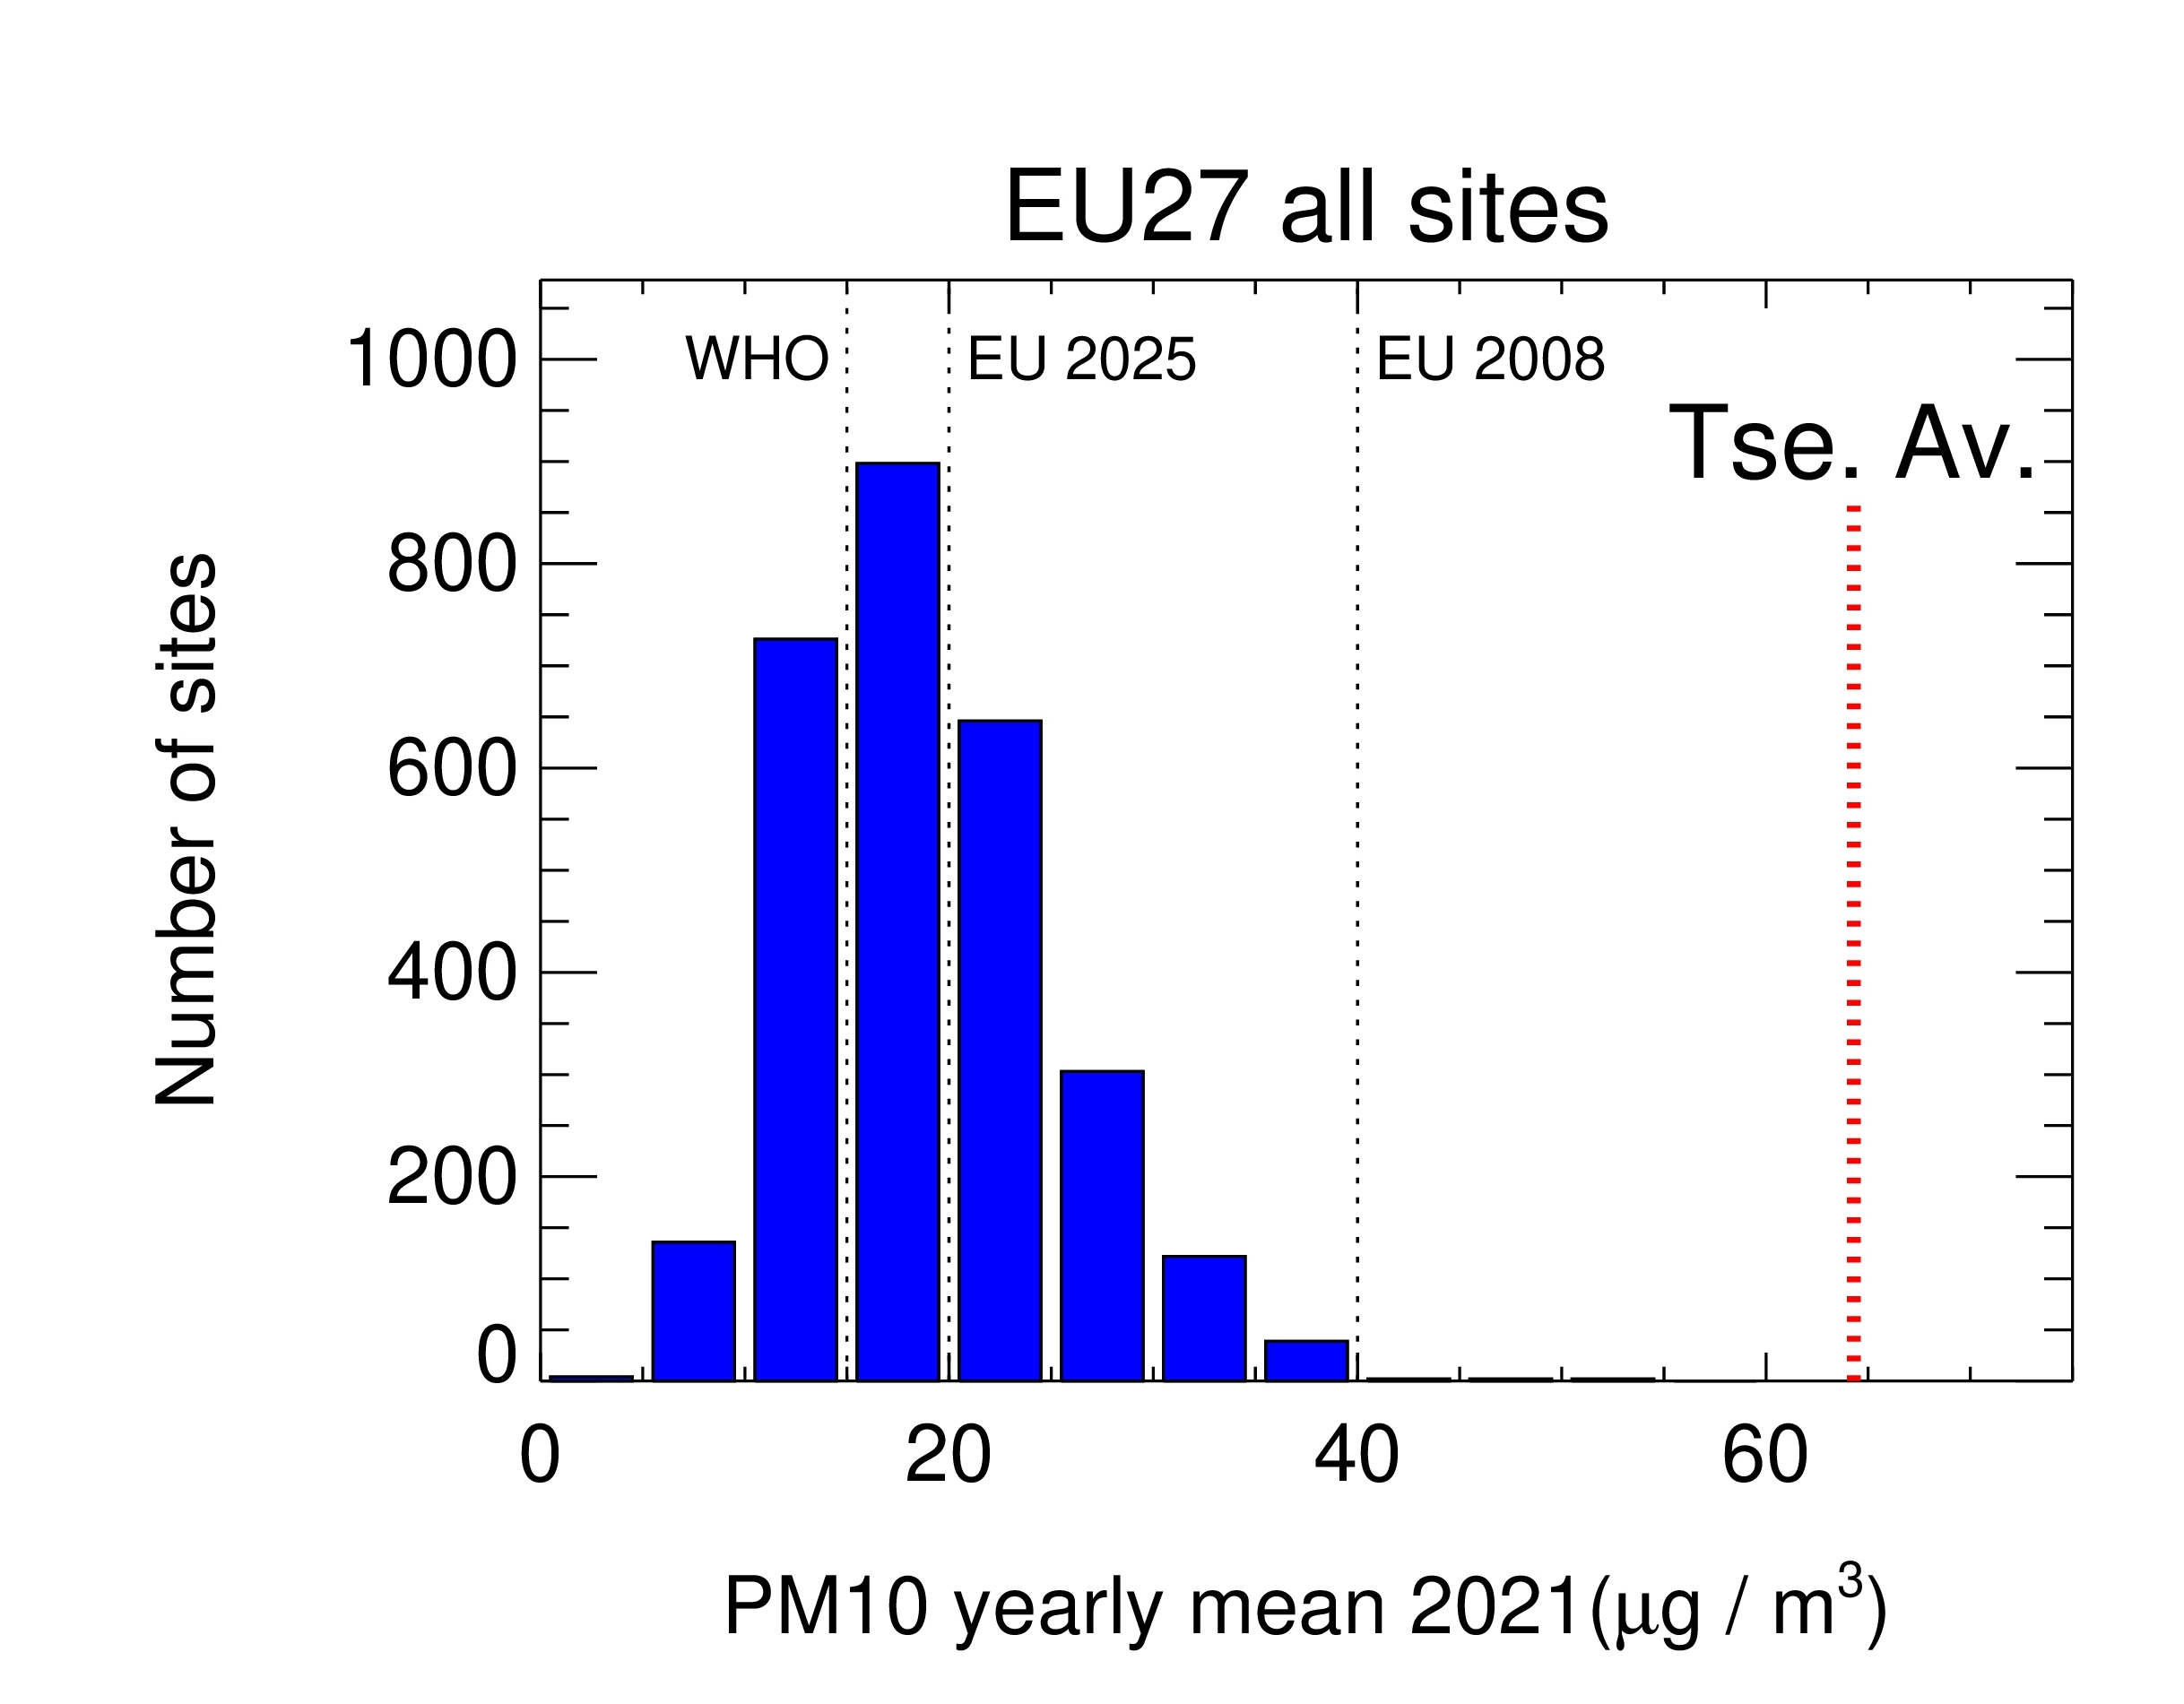 EU27 all sites
WHO
EU 2025
EU 2008
Tse. Av.
1000
800
600
400
200
0
Number of sites
0 20 40 60
PM10 yearly mean 2021(μg / m³)